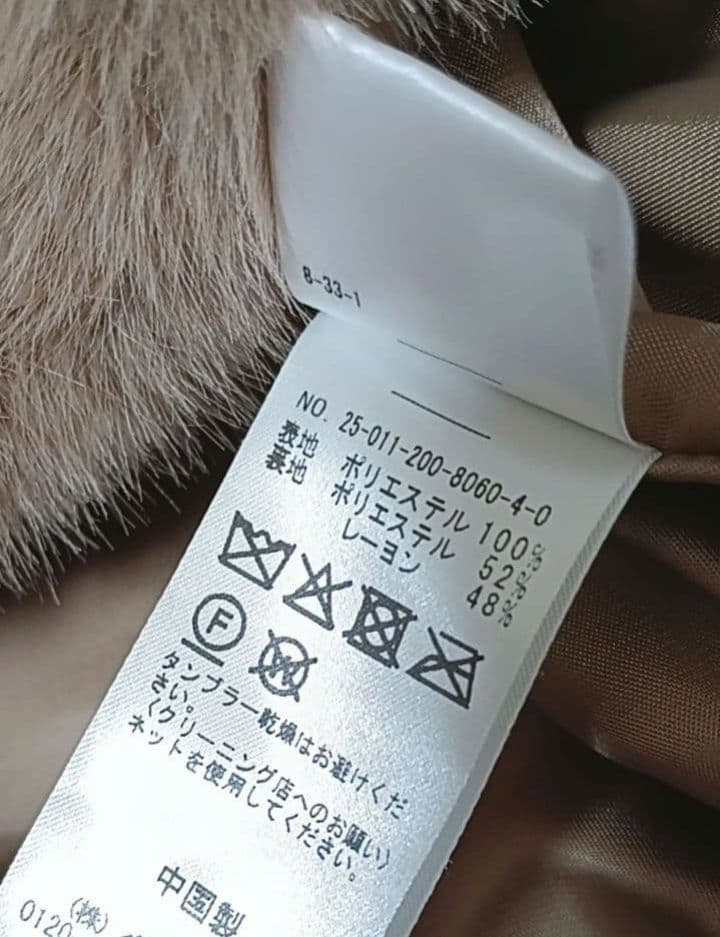 8-33-1
NO. 25-011-200-8060-4-0
表地 ポリエステル 100%
裏地 ポリエステル 52%
レーヨン 48%
F
W
タンブラー乾燥はお避けくだ
さい。
〈クリーニング店へのお願い〉
ネットを使用してください。
中国製
(株)
0120